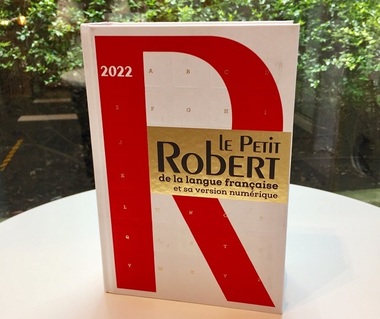 2022
LE PETIT
ROBERT
de la langue française
et sa version numérique